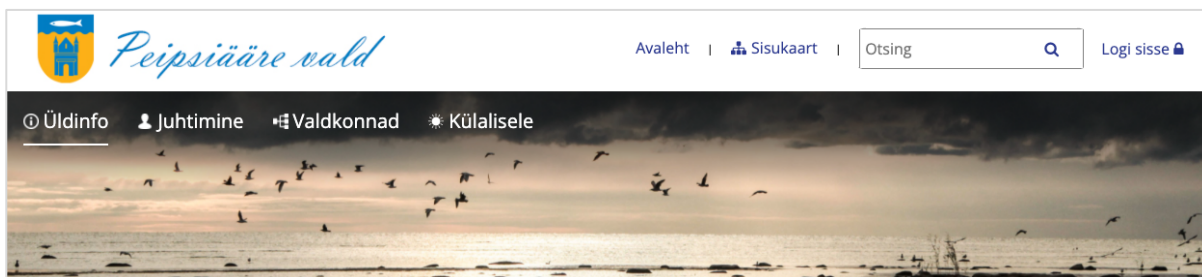 Peipsiääre vald
Avaleht | Sisukaart | Otsing Logi sisse
Üldinfo Juhtimine Valdkonnad Külalisele